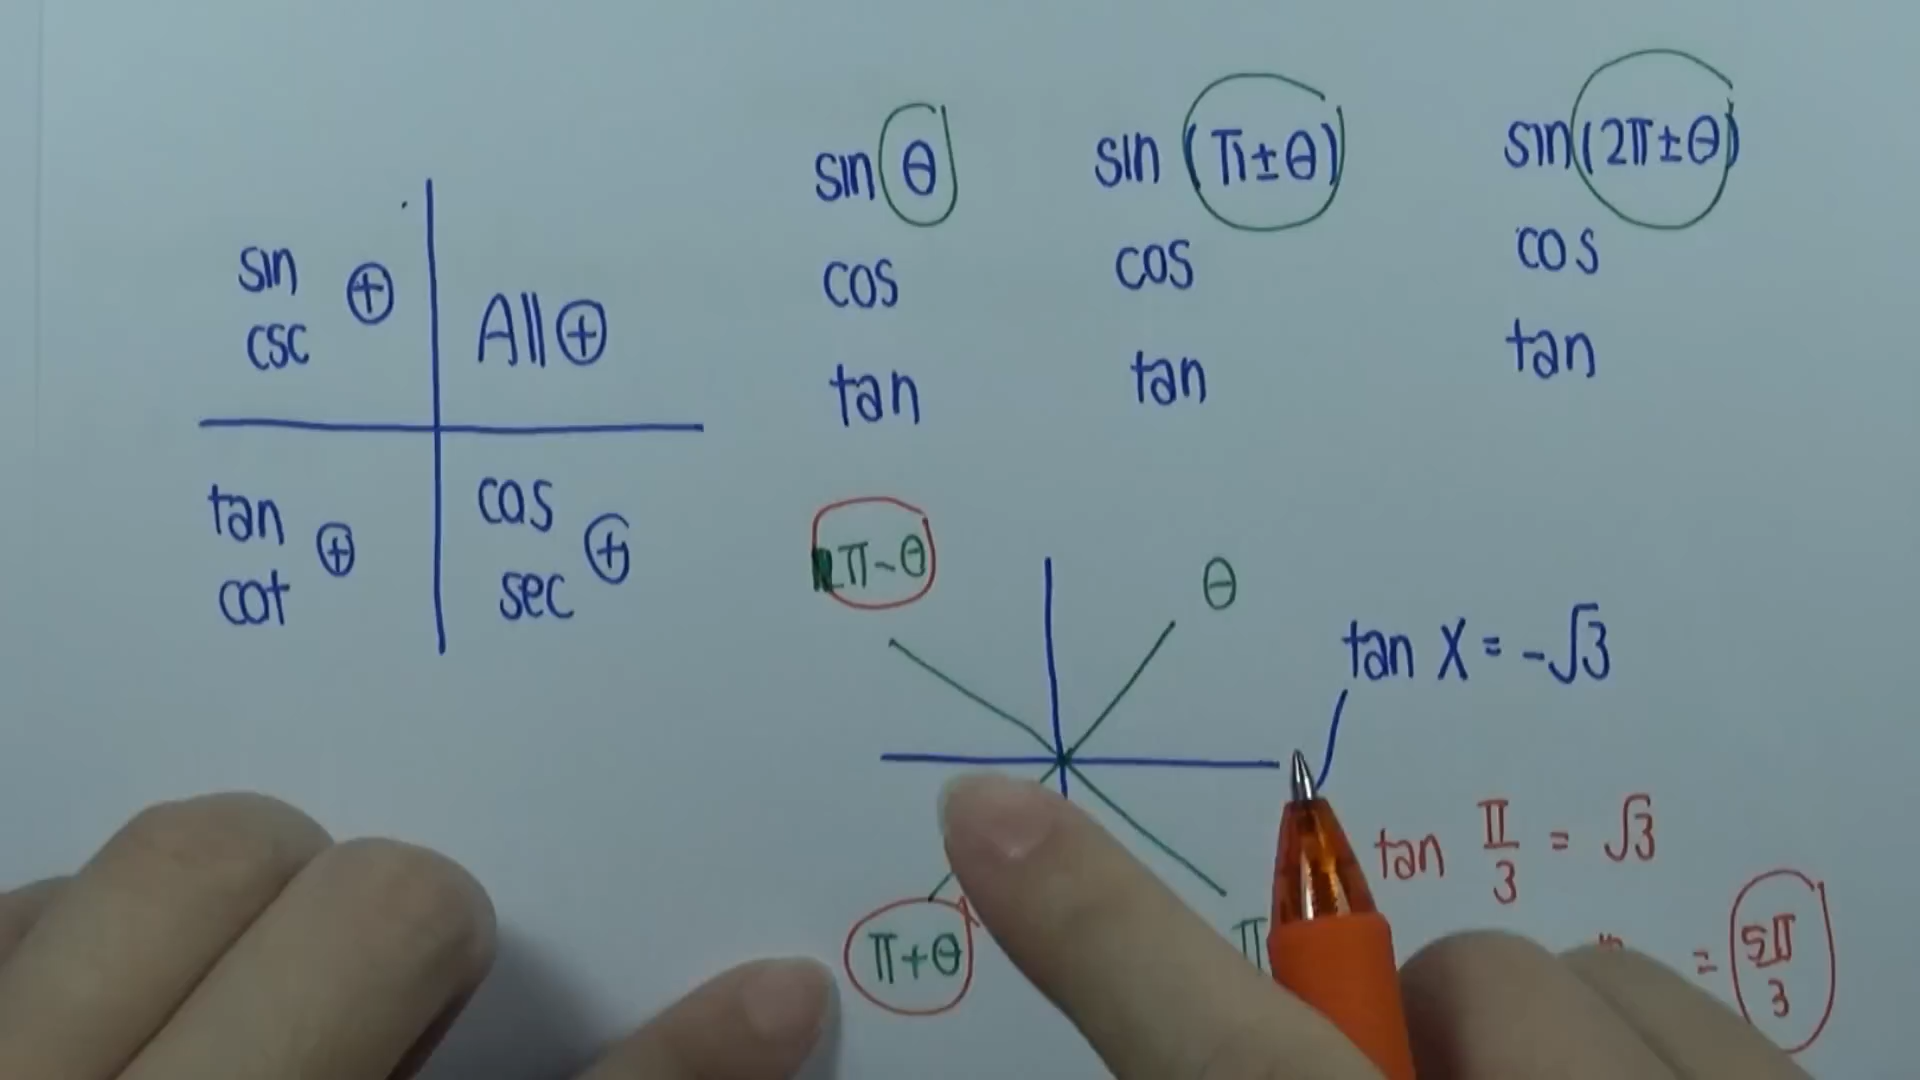 sin
csc ⊕
All ⊕
tan
cot ⊕
cos
sec ⊕
sin θ
cos
tan
sin (π±θ)
cos
tan
sin(2π±θ)
cos
tan
π-θ
θ
π+θ
π
tan X = -√3
tan π/3 = √3
= 5π/3